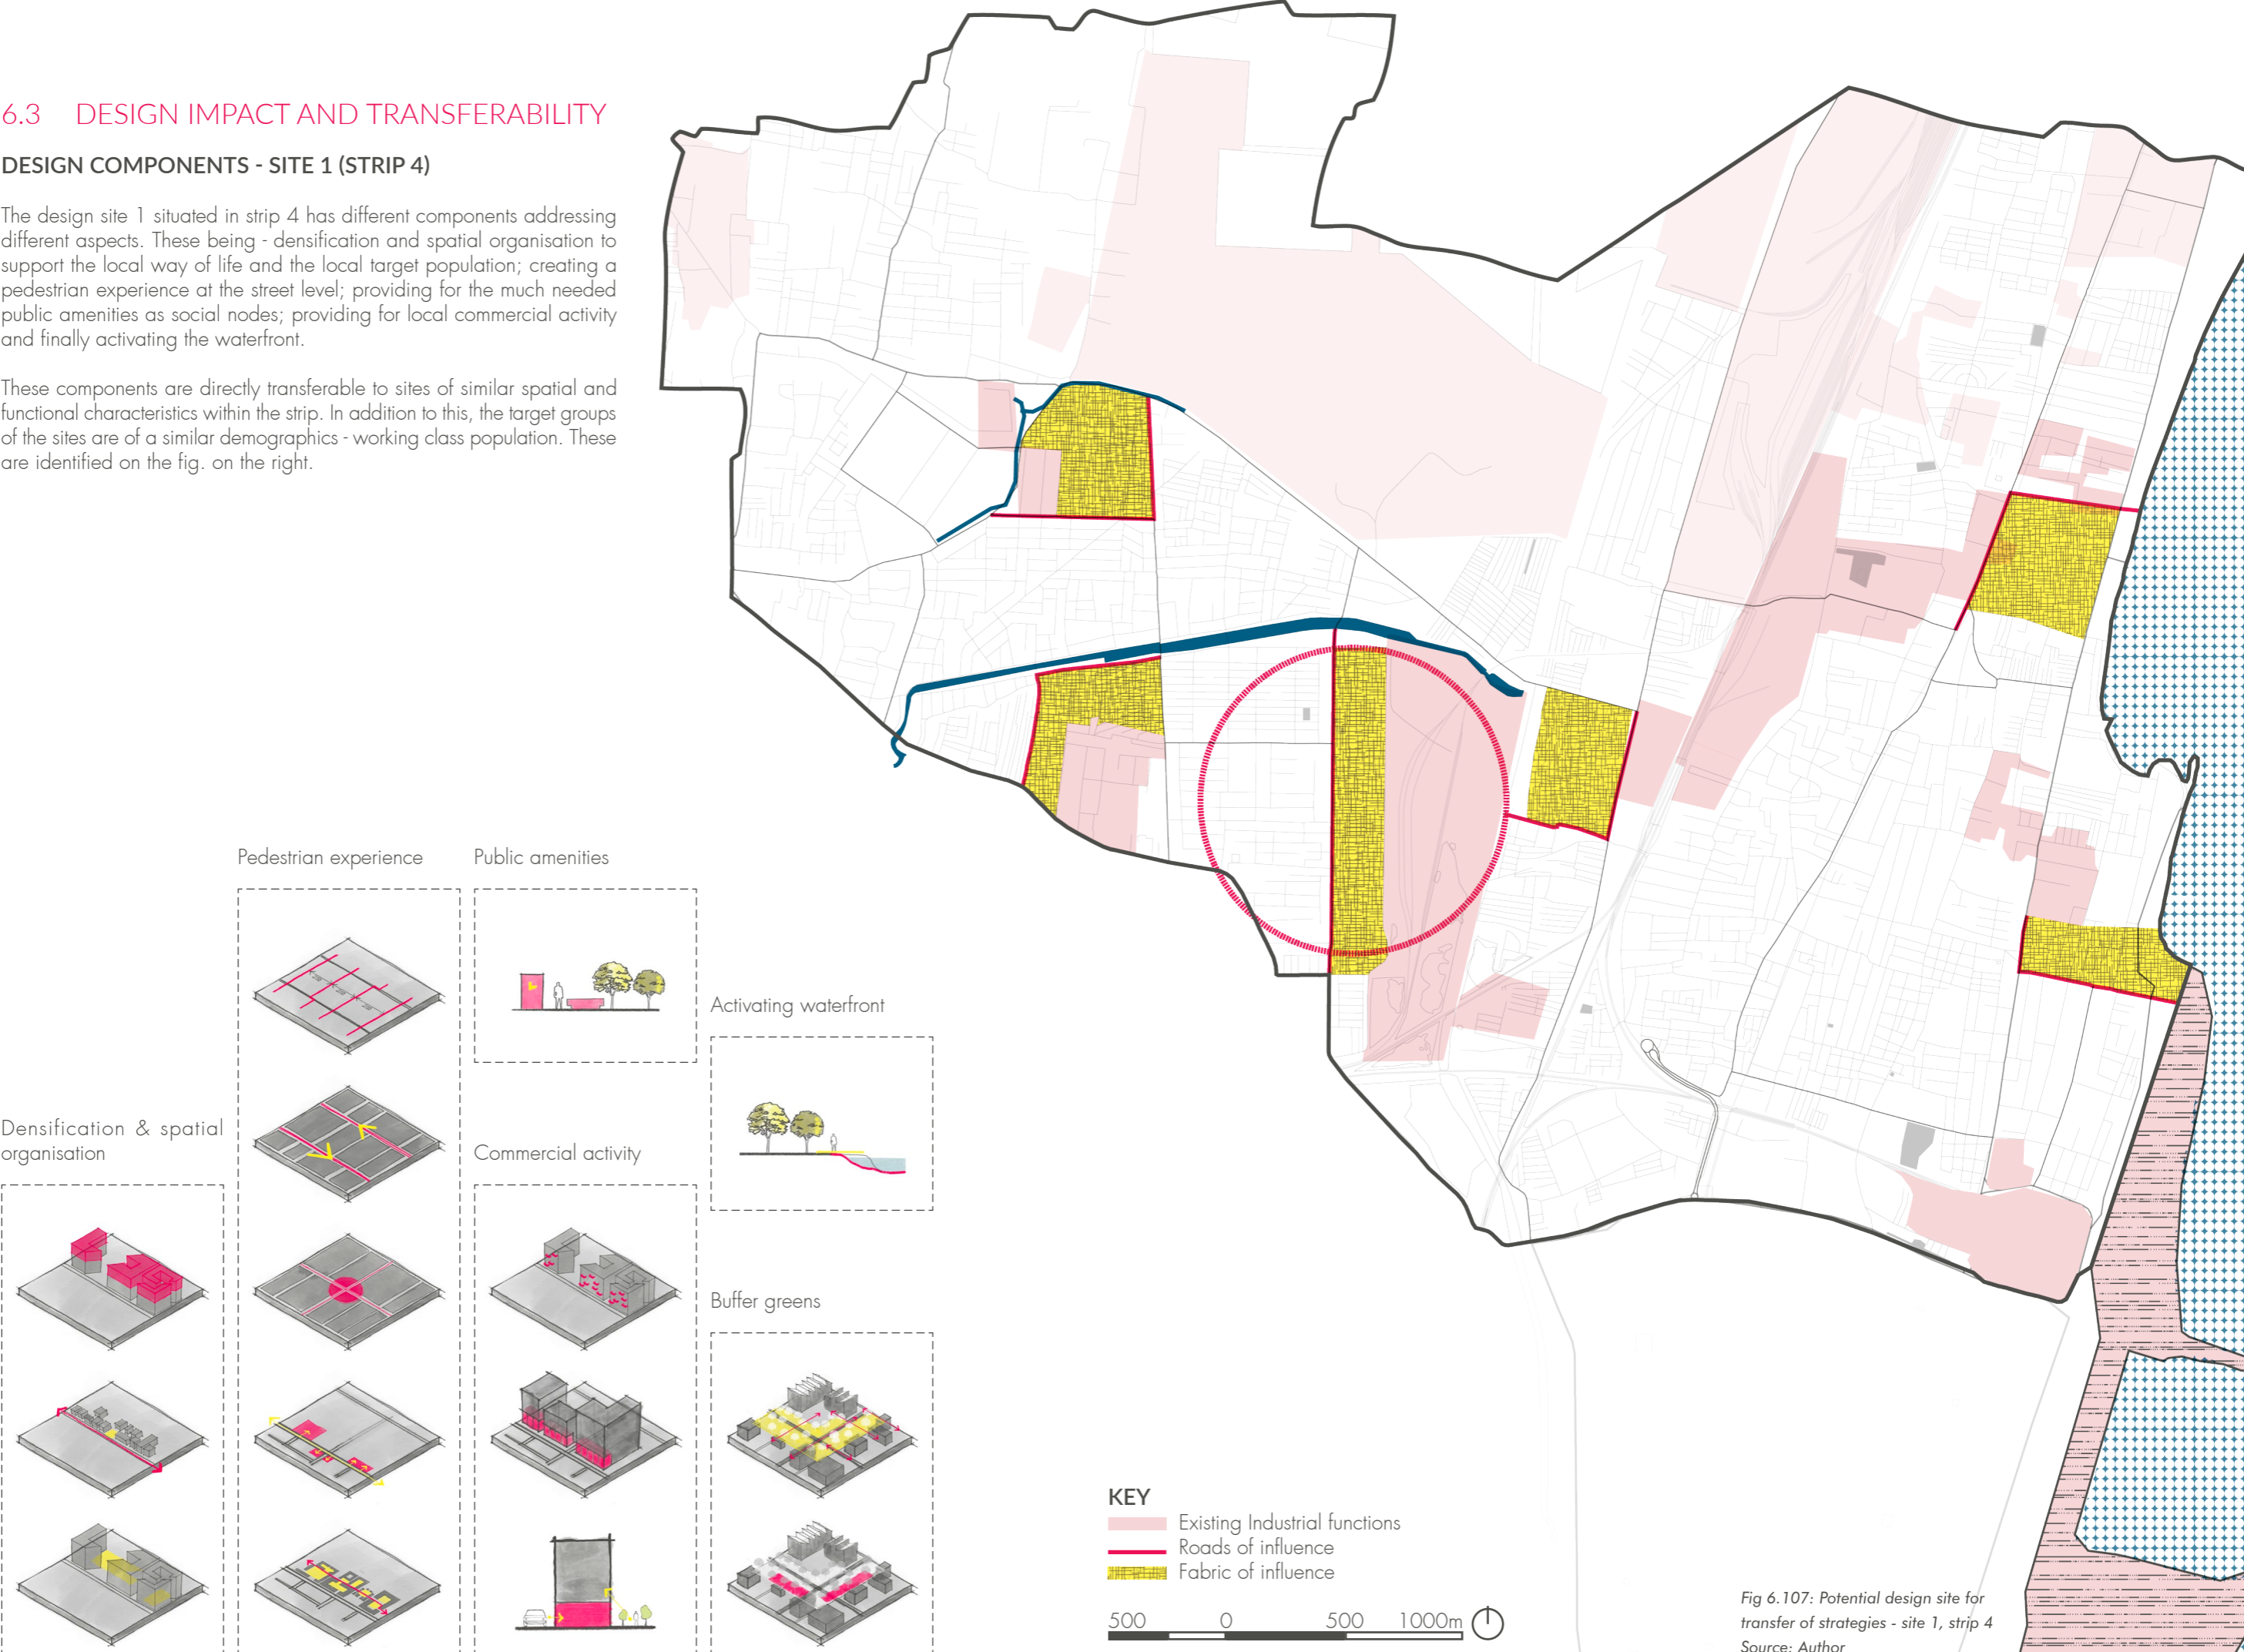 6.3 DESIGN IMPACT AND TRANSFERABILITY
DESIGN COMPONENTS - SITE 1 (STRIP 4)
The design site 1 situated in strip 4 has different components addressing
different aspects. These being - densification and spatial organisation to
support the local way of life and the local target population; creating a
pedestrian experience at the street level; providing for the much needed
public amenities as social nodes; providing for local commercial activity
and finally activating the waterfront.
These components are directly transferable to sites of similar spatial and
functional characteristics within the strip. In addition to this, the target groups
of the sites are of a similar demographics - working class population. These
are identified on the fig. on the right.
Pedestrian experience
Public amenities
Activating waterfront
Densification & spatial
organisation
Commercial activity
Buffer greens
KEY
Existing Industrial functions
Roads of influence
Fabric of influence
500 0 500 1000m
Fig 6.107: Potential design site for
transfer of strategies - site 1, strip 4
Source: Author